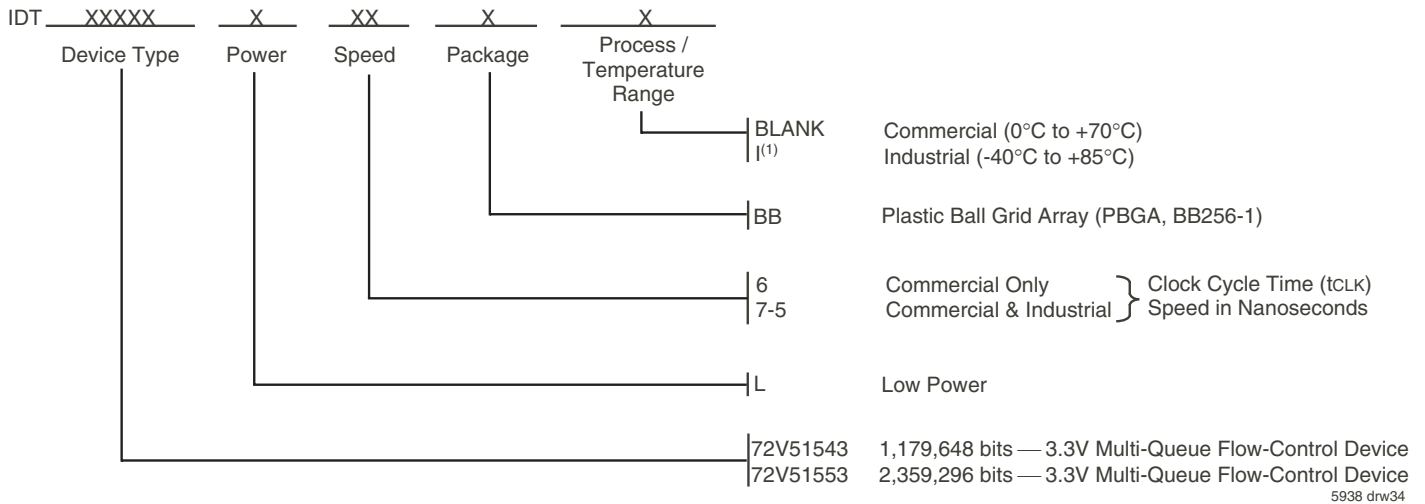 IDT XXXXX X XX X X
Device Type Power Speed Package Process / Temperature Range
BLANK Commercial (0°C to +70°C)
I(1) Industrial (-40°C to +85°C)
BB Plastic Ball Grid Array (PBGA, BB256-1)
6 Commercial Only Clock Cycle Time (tCLK)
7-5 Commercial & Industrial Speed in Nanoseconds
L Low Power
72V51543 1,179,648 bits — 3.3V Multi-Queue Flow-Control Device
72V51553 2,359,296 bits — 3.3V Multi-Queue Flow-Control Device
5938 drw34